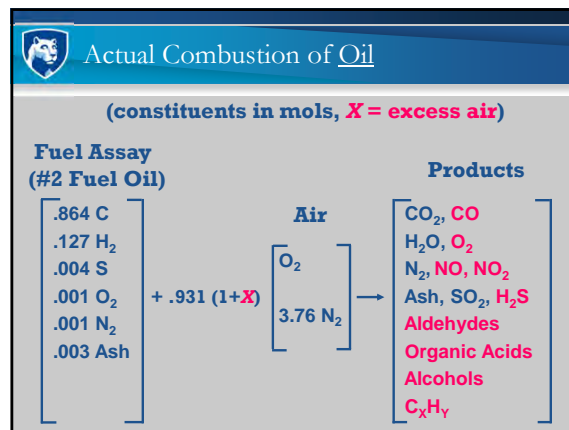 Actual Combustion of Oil
(constituents in mols, X = excess air)
Fuel Assay
(#2 Fuel Oil)
.864 C
.127 H₂
.004 S
.001 O₂
.001 N₂
.003 Ash
+ .931 (1+X)
Air
O₂
3.76 N₂
Products
CO₂, CO
H₂O, O₂
N₂, NO, NO₂
Ash, SO₂, H₂S
Aldehydes
Organic Acids
Alcohols
CₓHᵧ